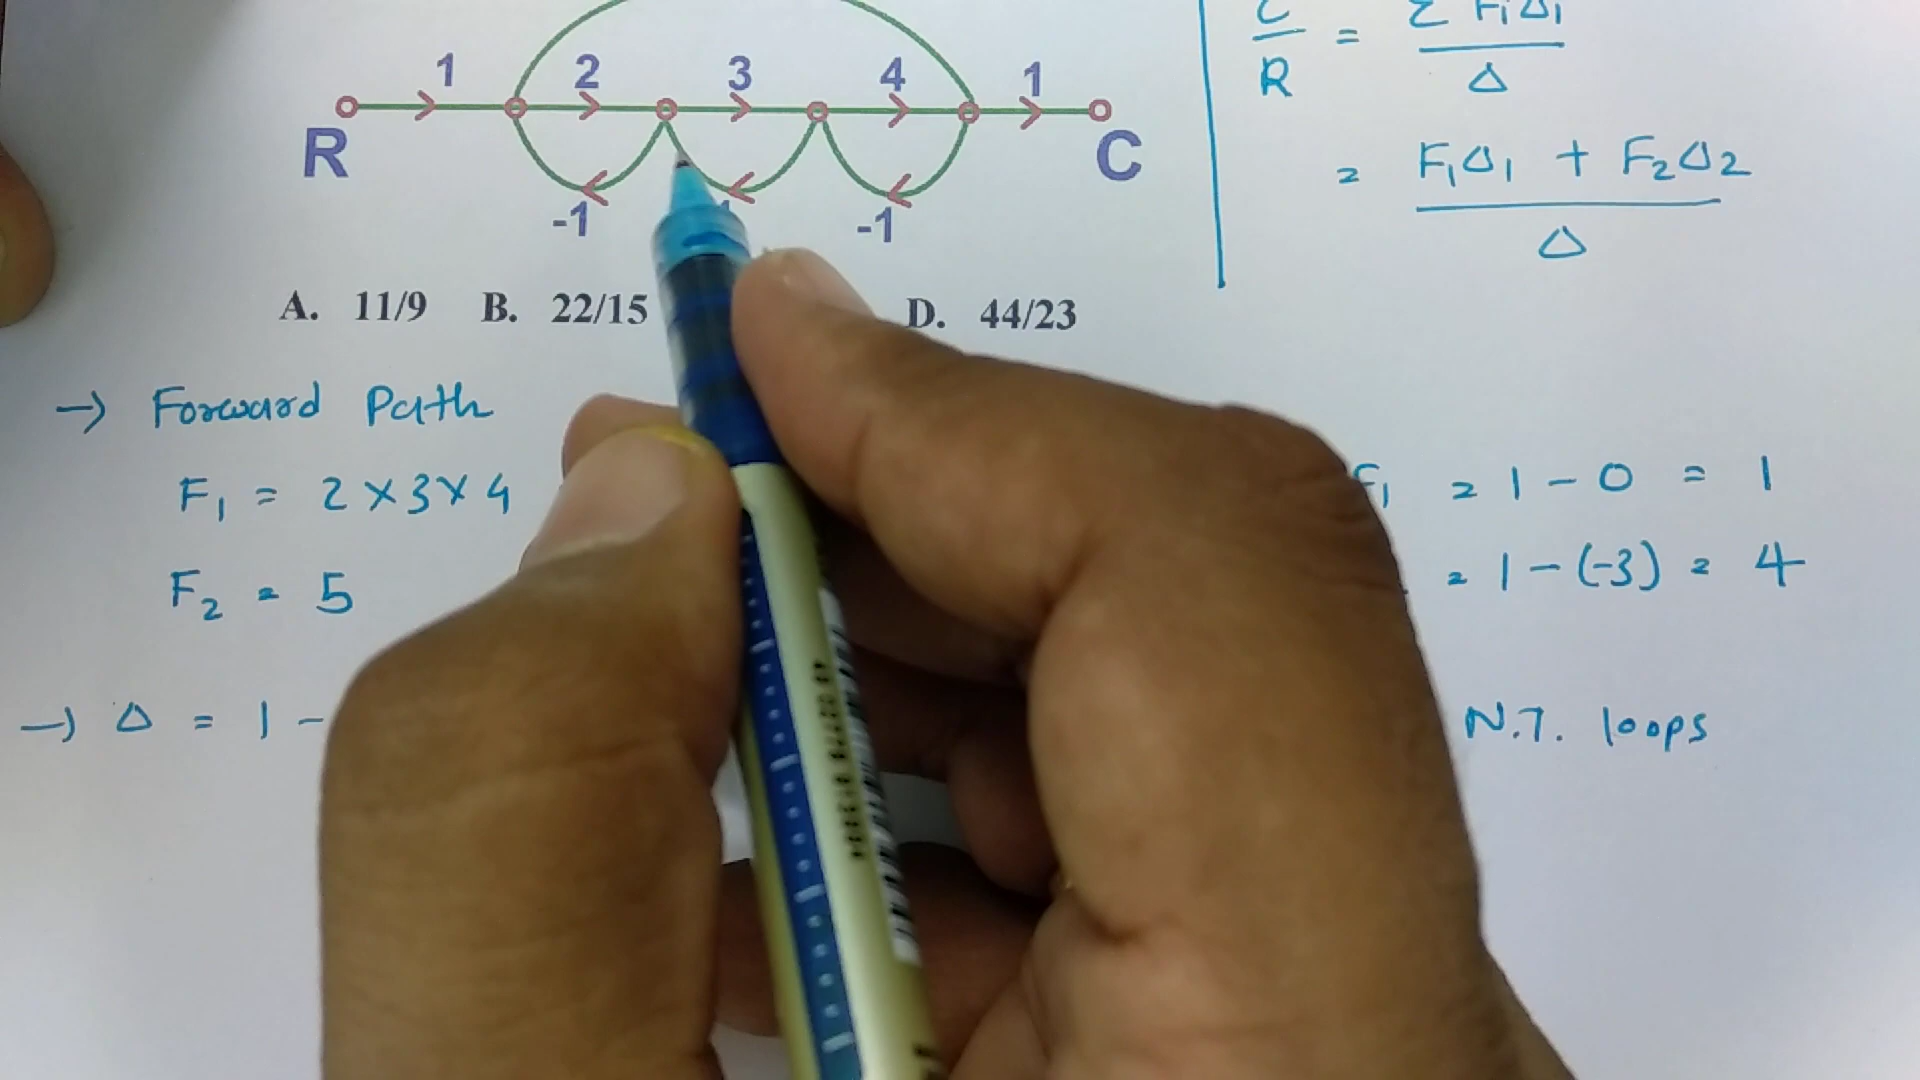 1 2 3 4 1
R C
-1 -1
A. 11/9 B. 22/15 D. 44/23
C/R = Σ F₁Δ₁ / Δ
= F₁Δ₁ + F₂Δ₂ / Δ
→ Forward Path
F₁ = 2×3×4
F₂ = 5
= 1 - 0 = 1
= 1 - (-3) = 4
→ Δ = 1 -
N.T. loops